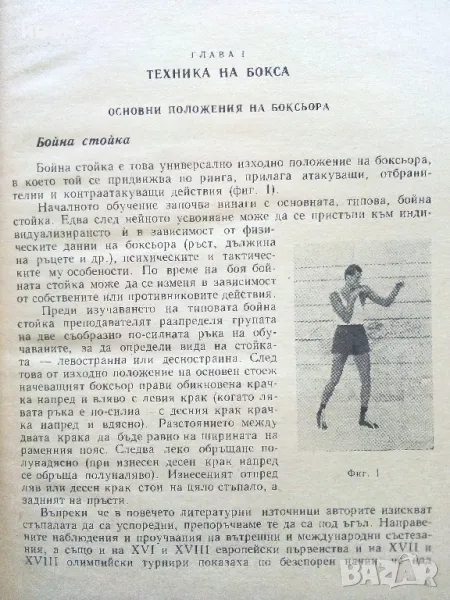 ГЛАВА I
ТЕХНИКА НА БОКСА
ОСНОВНИ ПОЛОЖЕНИЯ НА БОКСЬОРА
Бойна стойка
Бойна стойка е това универсално изходно положение на боксьора,
в което той се придвижва по ринга, прилага атакуващи, отбрани-
телни и контраатакуващи действия (фиг. 1).
Началното обучение започва винаги с основната, типова, бойна
стойка. Едва след нейното усвояване може да се пристъпи към инди-
видуализирането ѝ в зависимост от физи-
ческите данни на боксьора (ръст, дължина
на ръцете и др.), психическите и тактичес-
ките му особености. По време на боя бой-
ната стойка може да се изменя в зависимост
от собствените или противниковите действия.
Преди изучаването на типовата бойна
стойка преподавателят разпределя групата
на две съобразно по-силната ръка на обу-
чаваните, за да определи вида на стойка-
та — левостранна или десностранна. След
това от изходно положение на основен стоеж
начеващият боксьор прави обикновена крач-
ка напред и вляво с левия крак (когато ля-
вата ръка е по-силна — с десния крак крач-
ка напред и вдясно). Разстоянието между
двата крака да бъде равно на ширината на
раменния пояс. Следва леко обръщане по-
лунадясно (при изнесен десен крак напред
се обръща полуналяво). Изнесеният отпред
ляв или десен крак стои на цяло стъпало, а
задният на пръсти.
Фиг. 1
Въпреки че в повечето литературни източници авторите изискват
стъпалата да са успоредни, препоръчваме те да са под ъгъл. Направе-
ните наблюдения и проучвания на вътрешни и международни състеза-
ния, а също и на XVI и XVIII европейски първенства и на XVII и
XVIII олимпийски турнири показаха по безспорен начин, че
bazar.bg